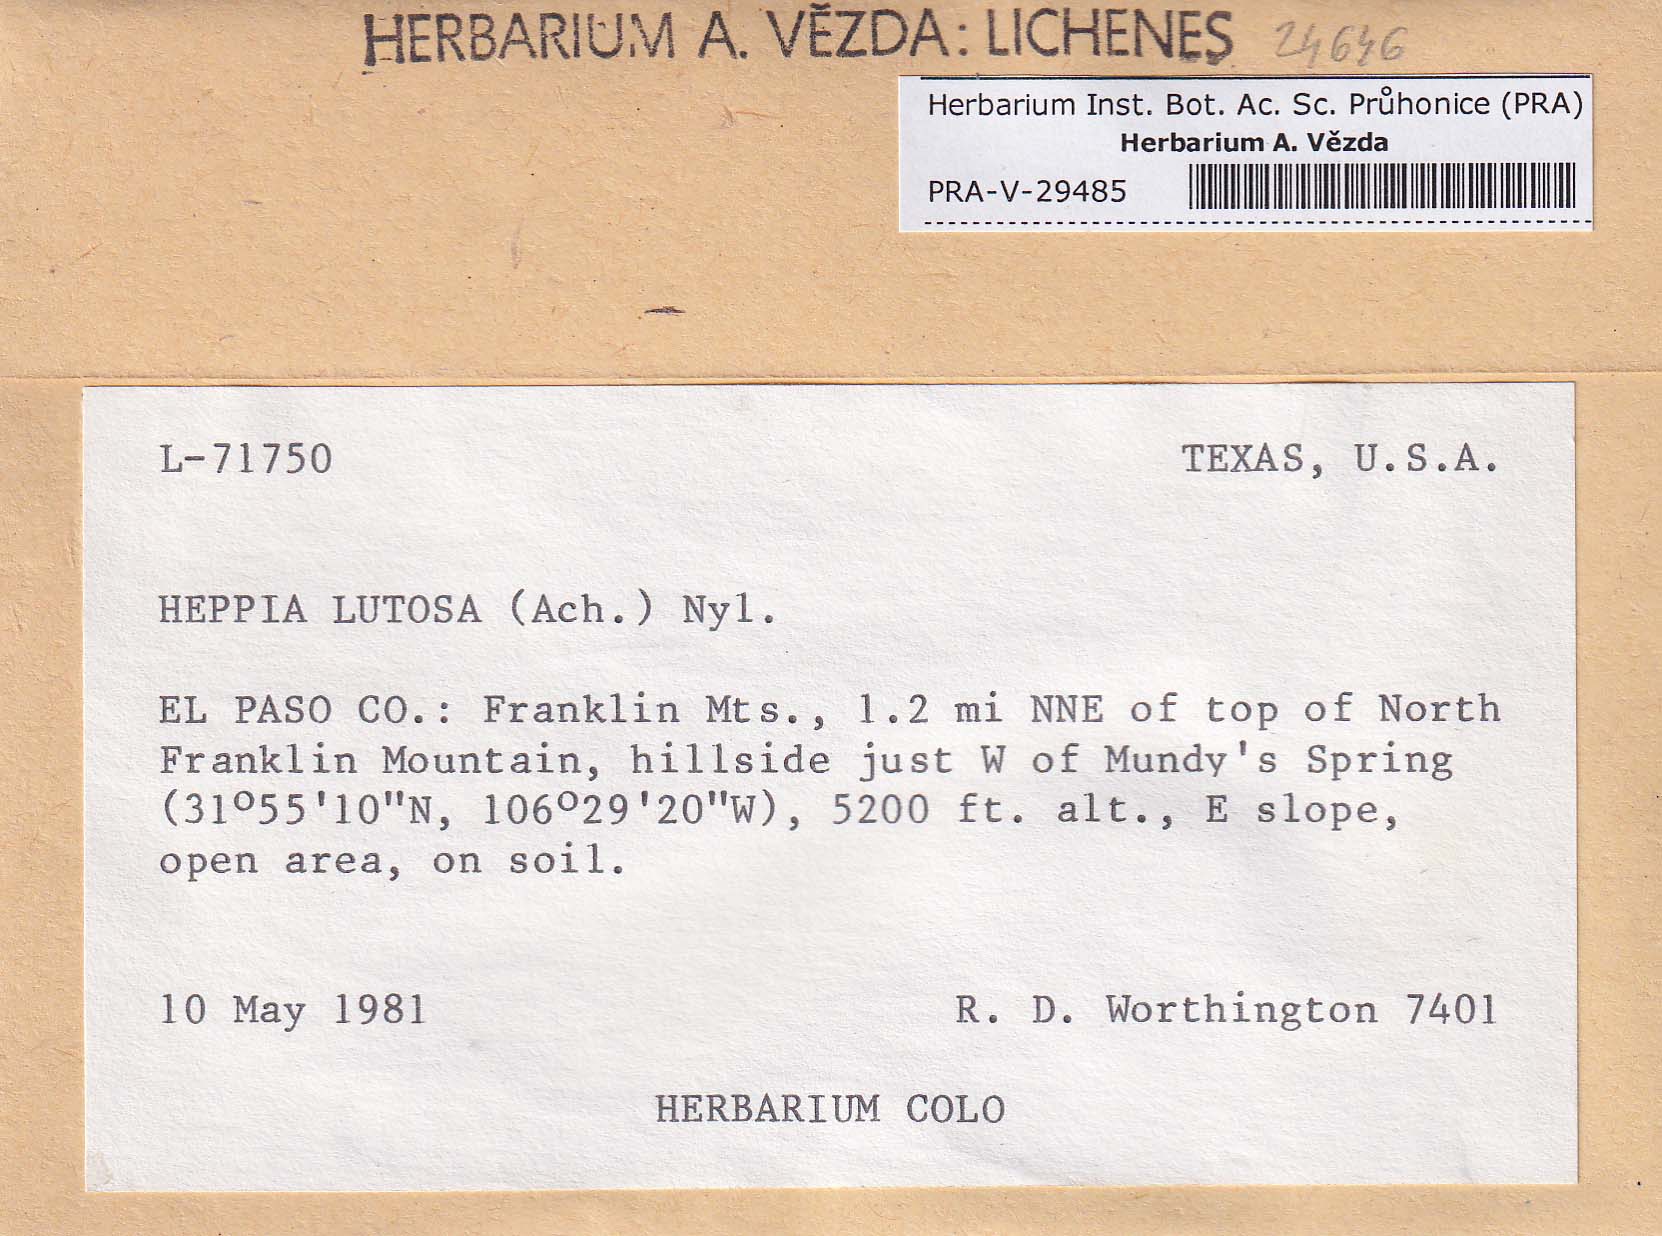 HERBARIUM A. VĚZDA: LICHENES 24646
Herbarium Inst. Bot. Ac. Sc. Průhonice (PRA)
Herbarium A. Vězda
PRA-V-29485
L-71750 TEXAS, U.S.A.
HEPPIA LUTOSA (Ach.) Nyl.
EL PASO CO.: Franklin Mts., 1.2 mi NNE of top of North
Franklin Mountain, hillside just W of Mundy's Spring
(31°55'10"N, 106°29'20"W), 5200 ft. alt., E slope,
open area, on soil.
10 May 1981 R. D. Worthington 7401
HERBARIUM COLO